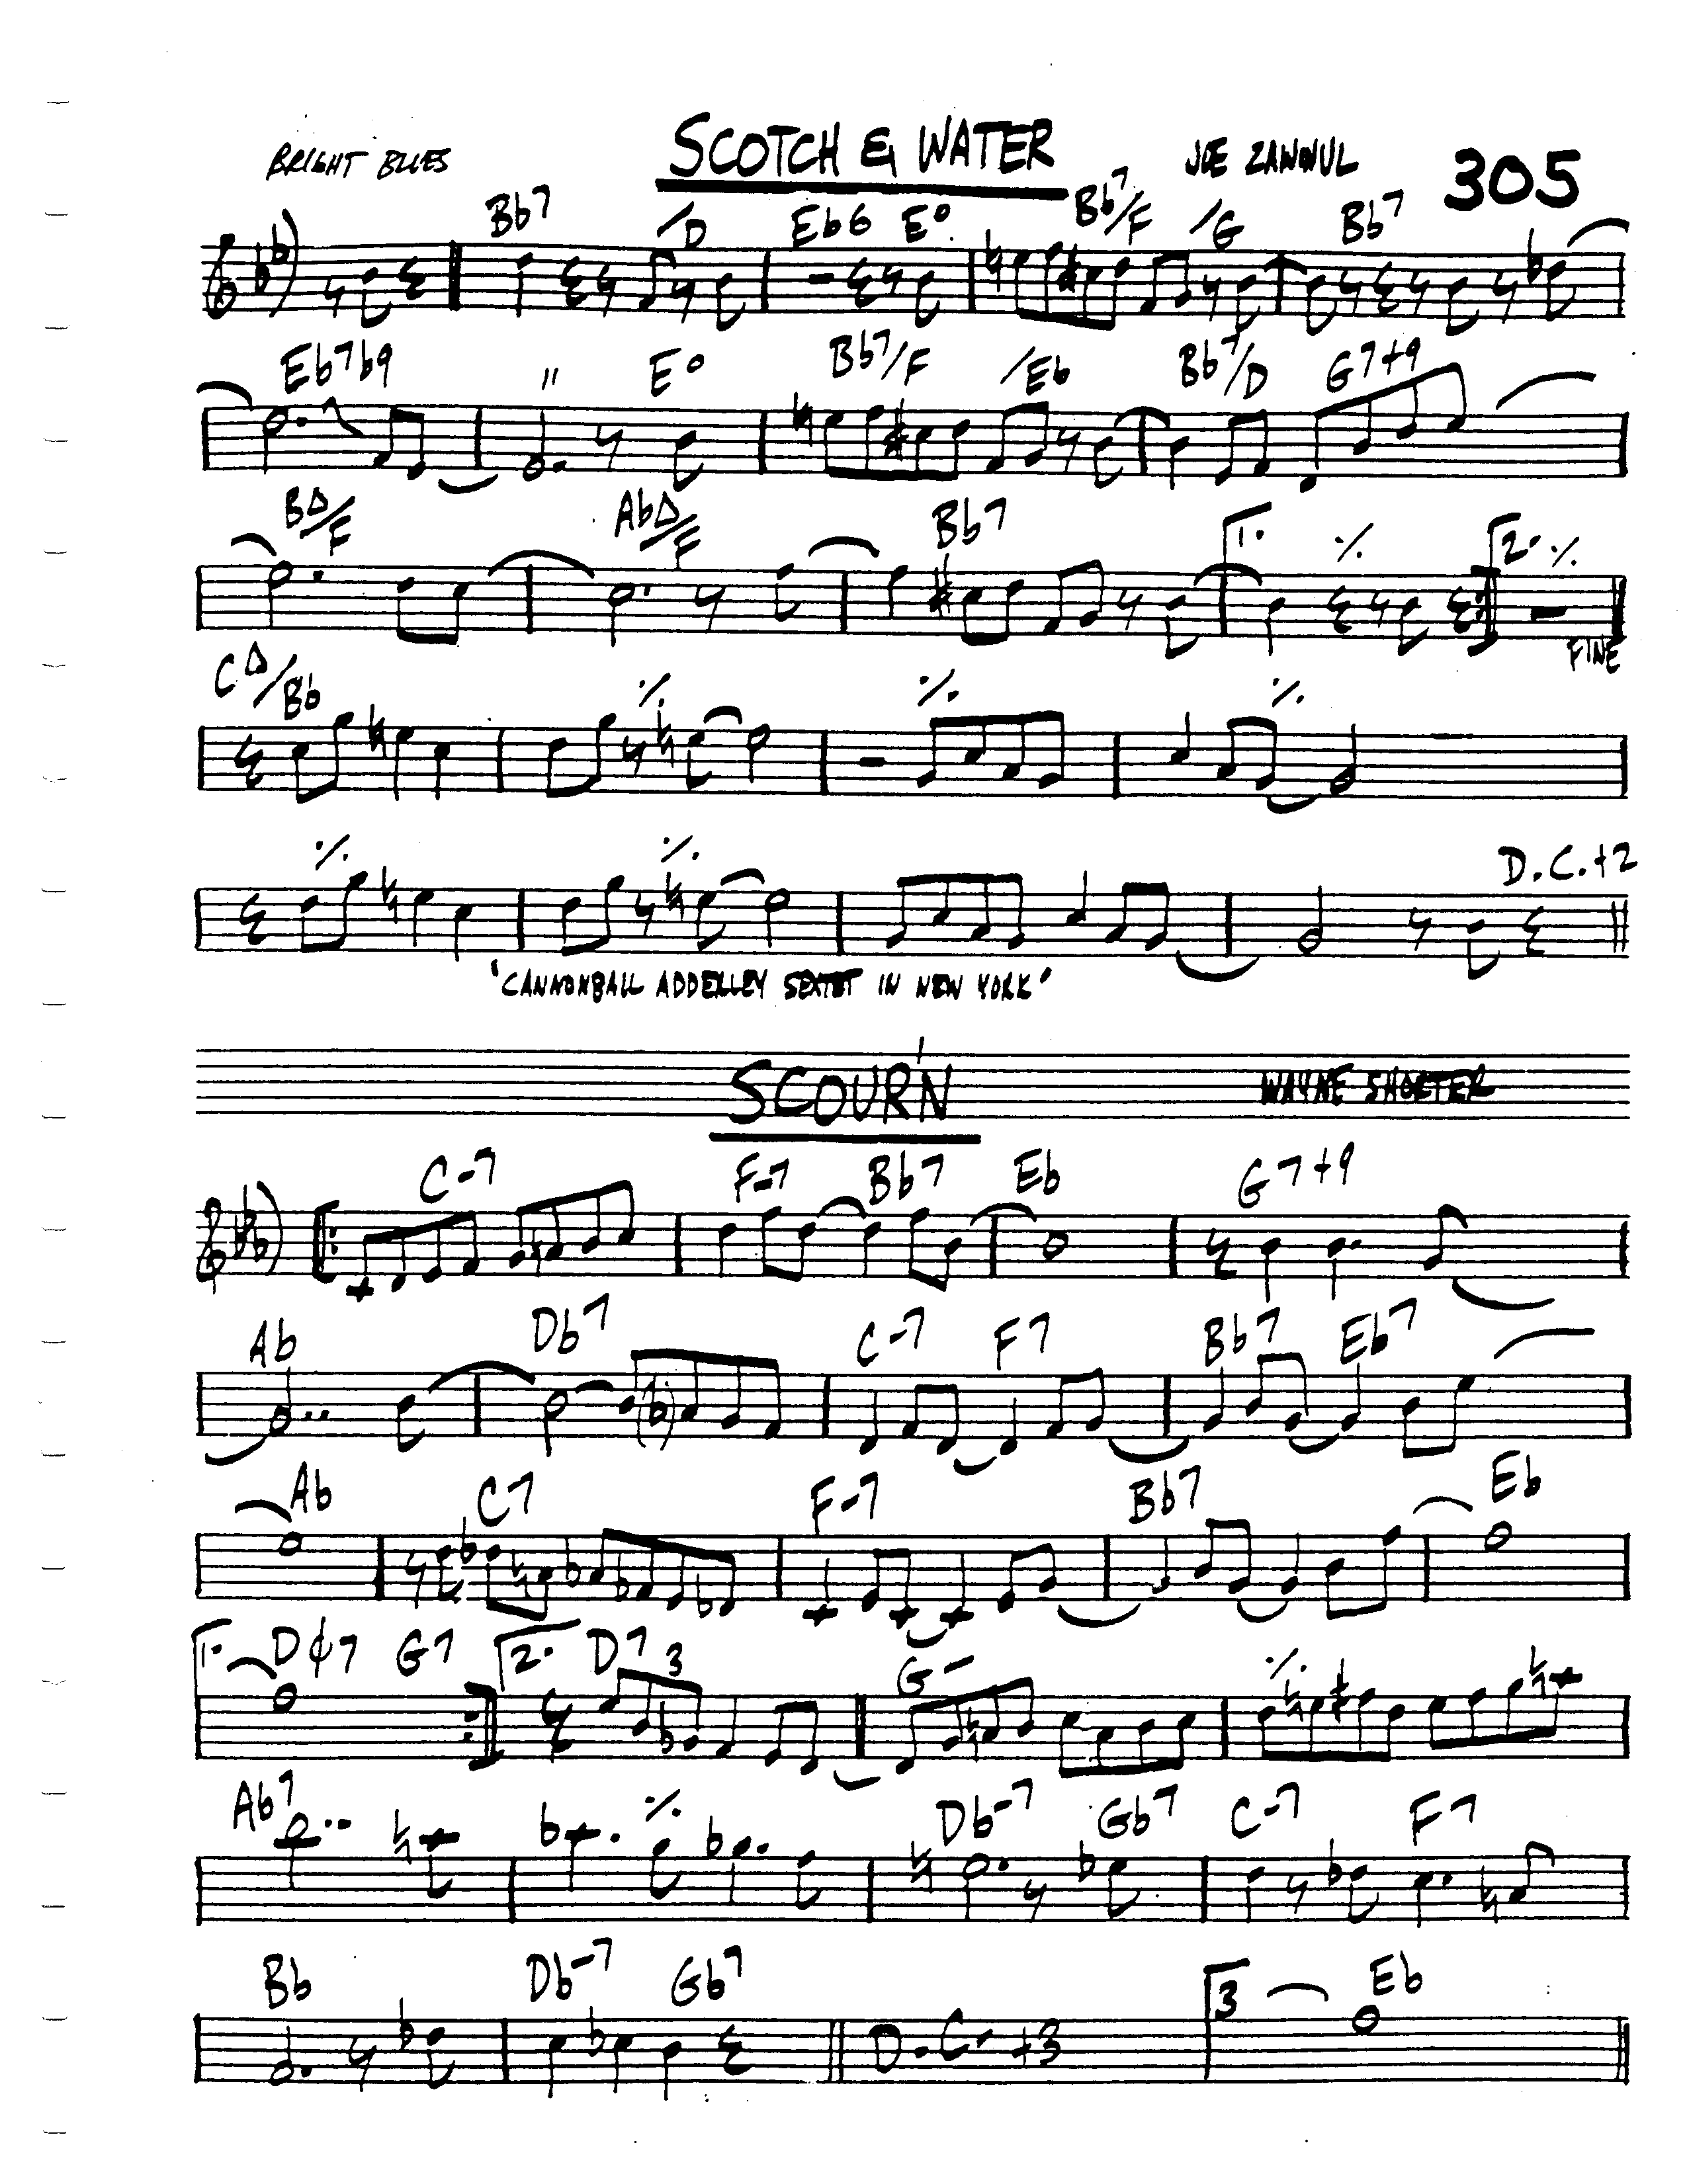 SCOTCH & WATER
BRIGHT BLUES JOE ZAWINUL 305
Bb7 /D Eb6 E° Bb7/F /G Bb7
Eb7b9 " E° Bb7/F /Eb Bb7/D G7+9
BΔ/F AbΔ/F Bb7 1. ٪ 2. ٪
FINE
CΔ/Bb ٪ ٪ ٪
٪ ٪ D.C.+2
'CANNONBALL ADDERLEY SEXTET IN NEW YORK'
SCOUR'N WAYNE SHORTER
C-7 F-7 Bb7 Eb G7+9
Ab Db7 C-7 F7 Bb7 Eb7
Ab C7 F-7 Bb7 Eb
1. Dø7 G7 2. D7 3 G- ٪
Ab7 ٪ Db-7 Gb7 C-7 F7
Bb Db-7 Gb7 D.C. +3 3 Eb